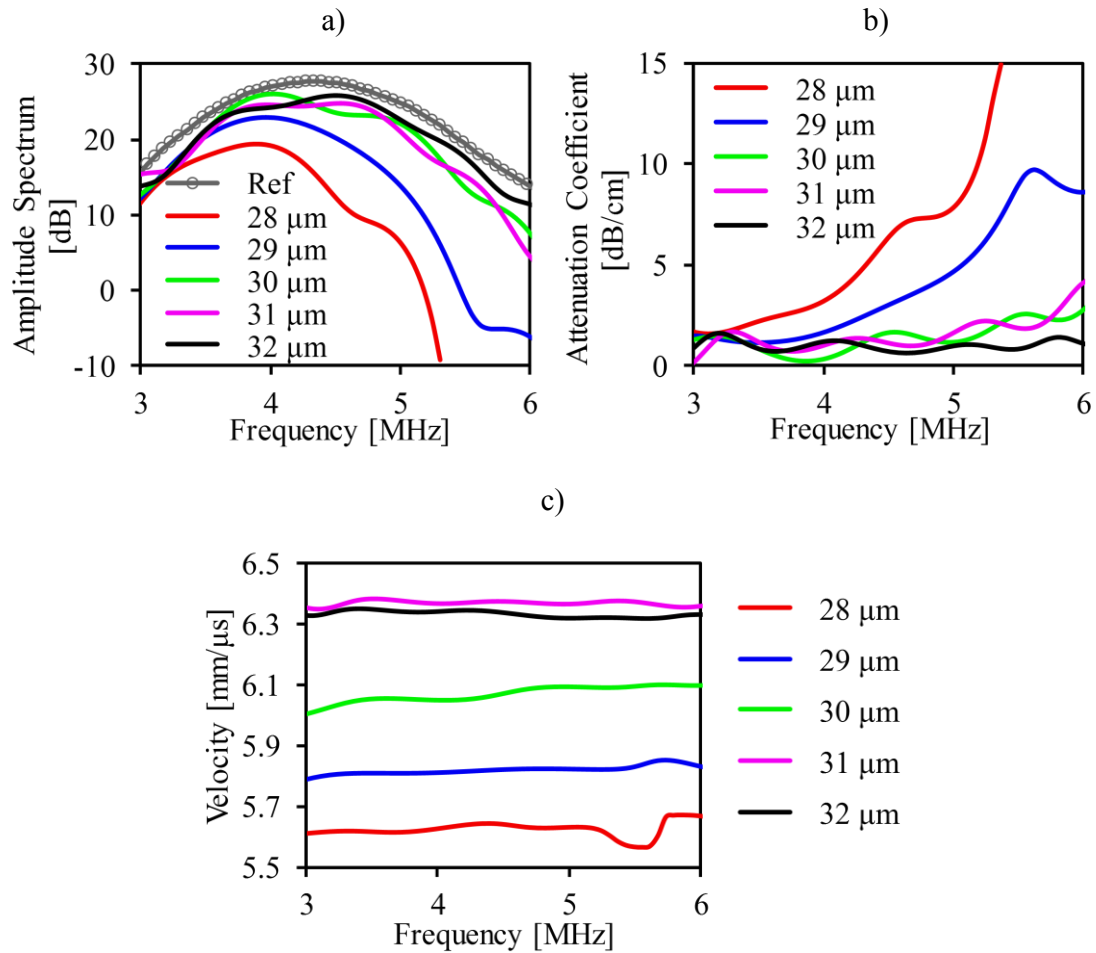 a)
Amplitude Spectrum
[dB]
30
20
10
0
-10
Ref
28 μm
29 μm
30 μm
31 μm
32 μm
3
4
5
6
Frequency [MHz]
b)
Attenuation Coefficient
[dB/cm]
15
10
5
0
28 μm
29 μm
30 μm
31 μm
32 μm
3
4
5
6
Frequency [MHz]
c)
Velocity [mm/μs]
6.5
6.3
6.1
5.9
5.7
5.5
3
4
5
6
Frequency [MHz]
28 μm
29 μm
30 μm
31 μm
32 μm